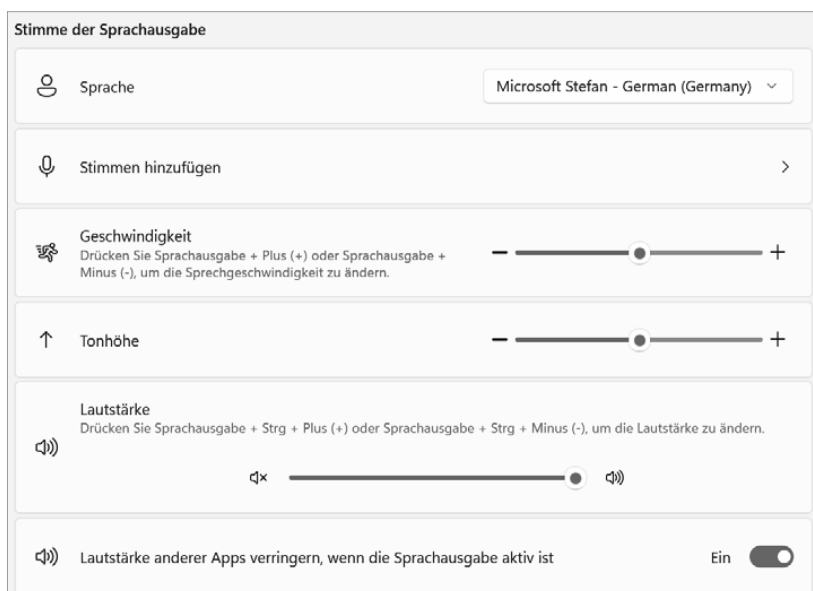 Stimme der Sprachausgabe
Sprache
Microsoft Stefan - German (Germany)
Stimmen hinzufügen
Geschwindigkeit
Drücken Sie Sprachausgabe + Plus (+) oder Sprachausgabe +
Minus (-), um die Sprechgeschwindigkeit zu ändern.
Tonhöhe
Lautstärke
Drücken Sie Sprachausgabe + Strg + Plus (+) oder Sprachausgabe + Strg + Minus (-), um die Lautstärke zu ändern.
Lautstärke anderer Apps verringern, wenn die Sprachausgabe aktiv ist
Ein